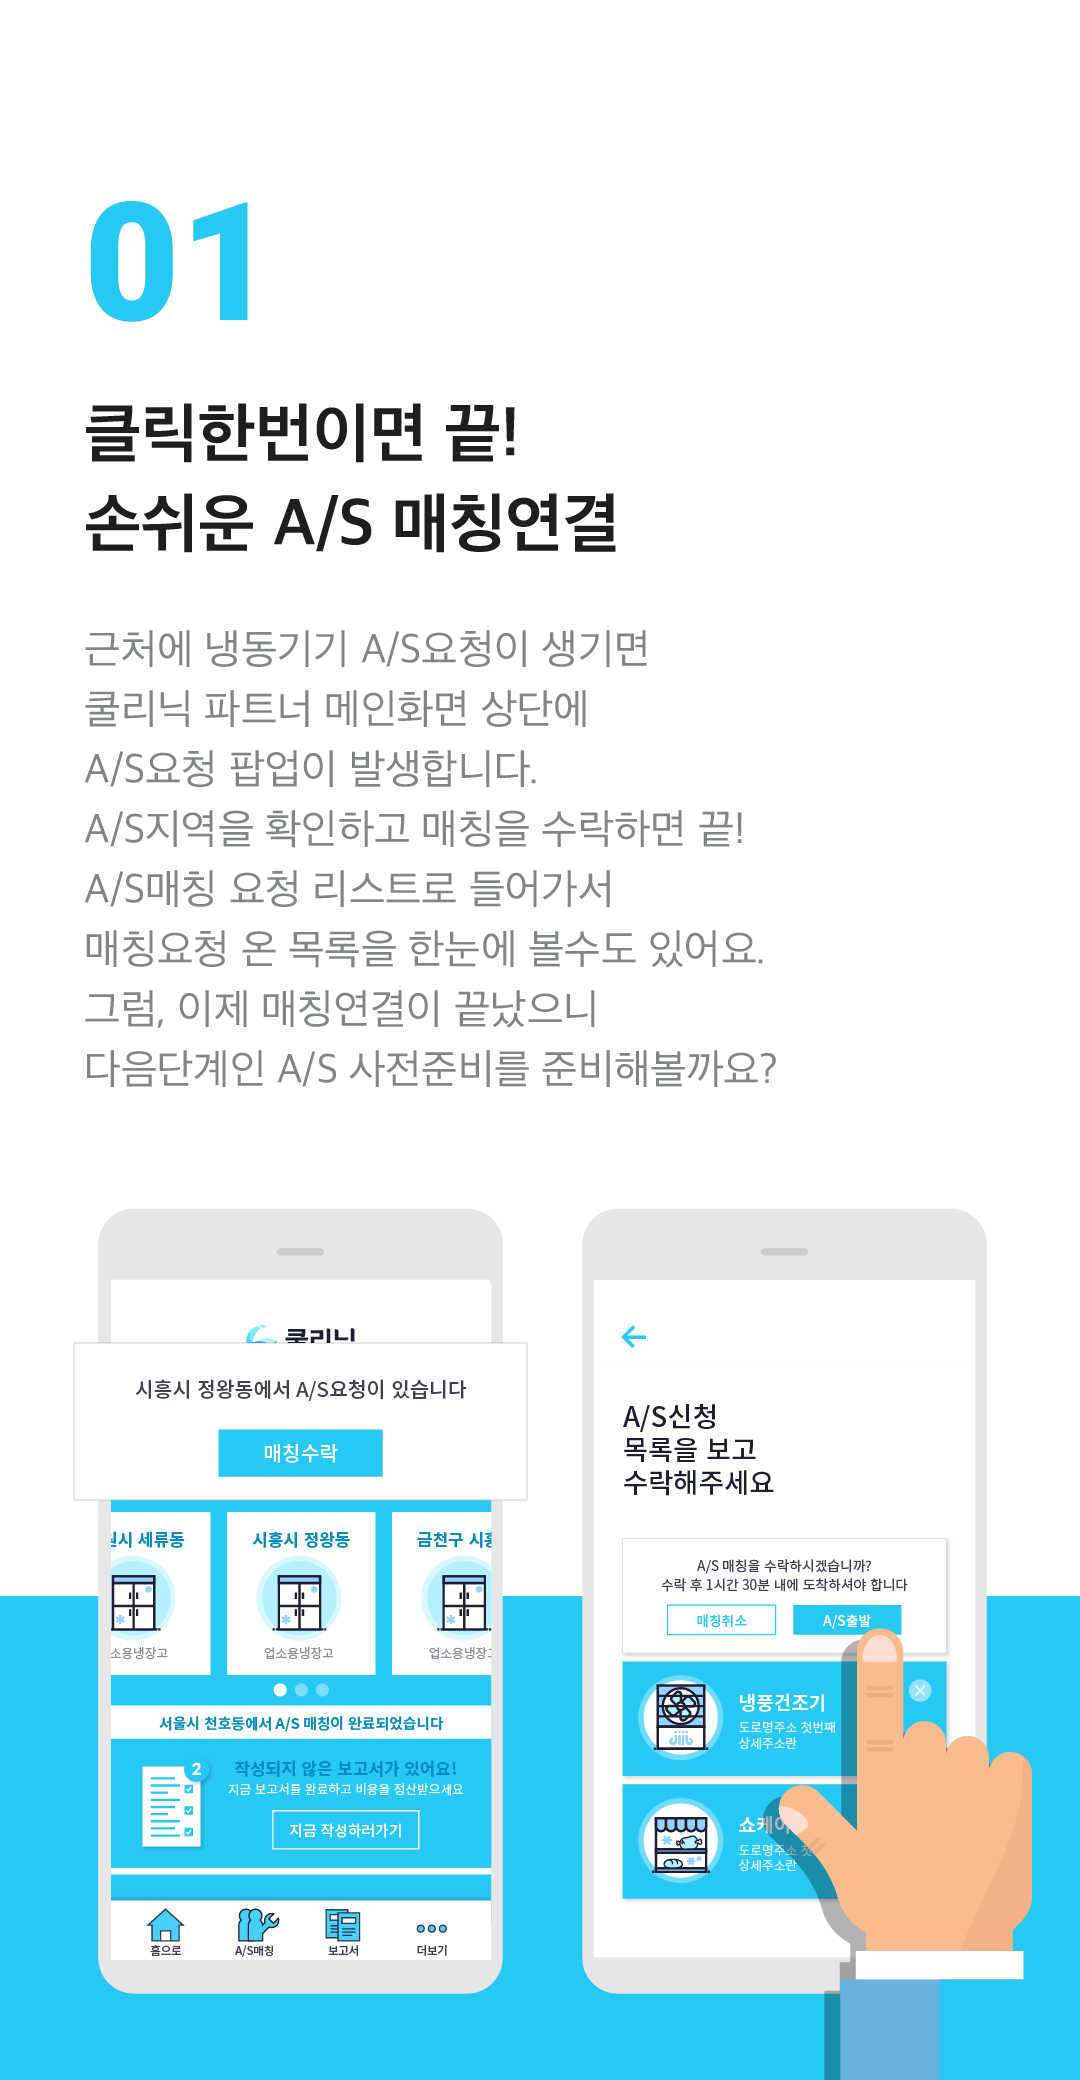 01
클릭한번이면 끝!
손쉬운 A/S 매칭연결
근처에 냉동기기 A/S요청이 생기면
쿨리닉 파트너 메인화면 상단에
A/S요청 팝업이 발생합니다.
A/S지역을 확인하고 매칭을 수락하면 끝!
A/S매칭 요청 리스트로 들어가서
매칭요청 온 목록을 한눈에 볼수도 있어요.
그럼, 이제 매칭연결이 끝났으니
다음단계인 A/S 사전준비를 준비해볼까요?
쿨리닉
시흥시 정왕동에서 A/S요청이 있습니다
매칭수락
원시 세류동
시흥시 정왕동
금천구 시흥
소용냉장고
업소용냉장고
업소용냉장고
서울시 천호동에서 A/S 매칭이 완료되었습니다
2
작성되지 않은 보고서가 있어요!
지금 보고서를 완료하고 비용을 정산받으세요
지금 작성하러가기
홈으로
A/S매칭
보고서
더보기
A/S신청
목록을 보고
수락해주세요
A/S 매칭을 수락하시겠습니까?
수락 후 1시간 30분 내에 도착하셔야 합니다
매칭취소
A/S출발
냉풍건조기
도로명주소 첫번째
상세주소란
쇼케이
도로명주소 첫
상세주소란